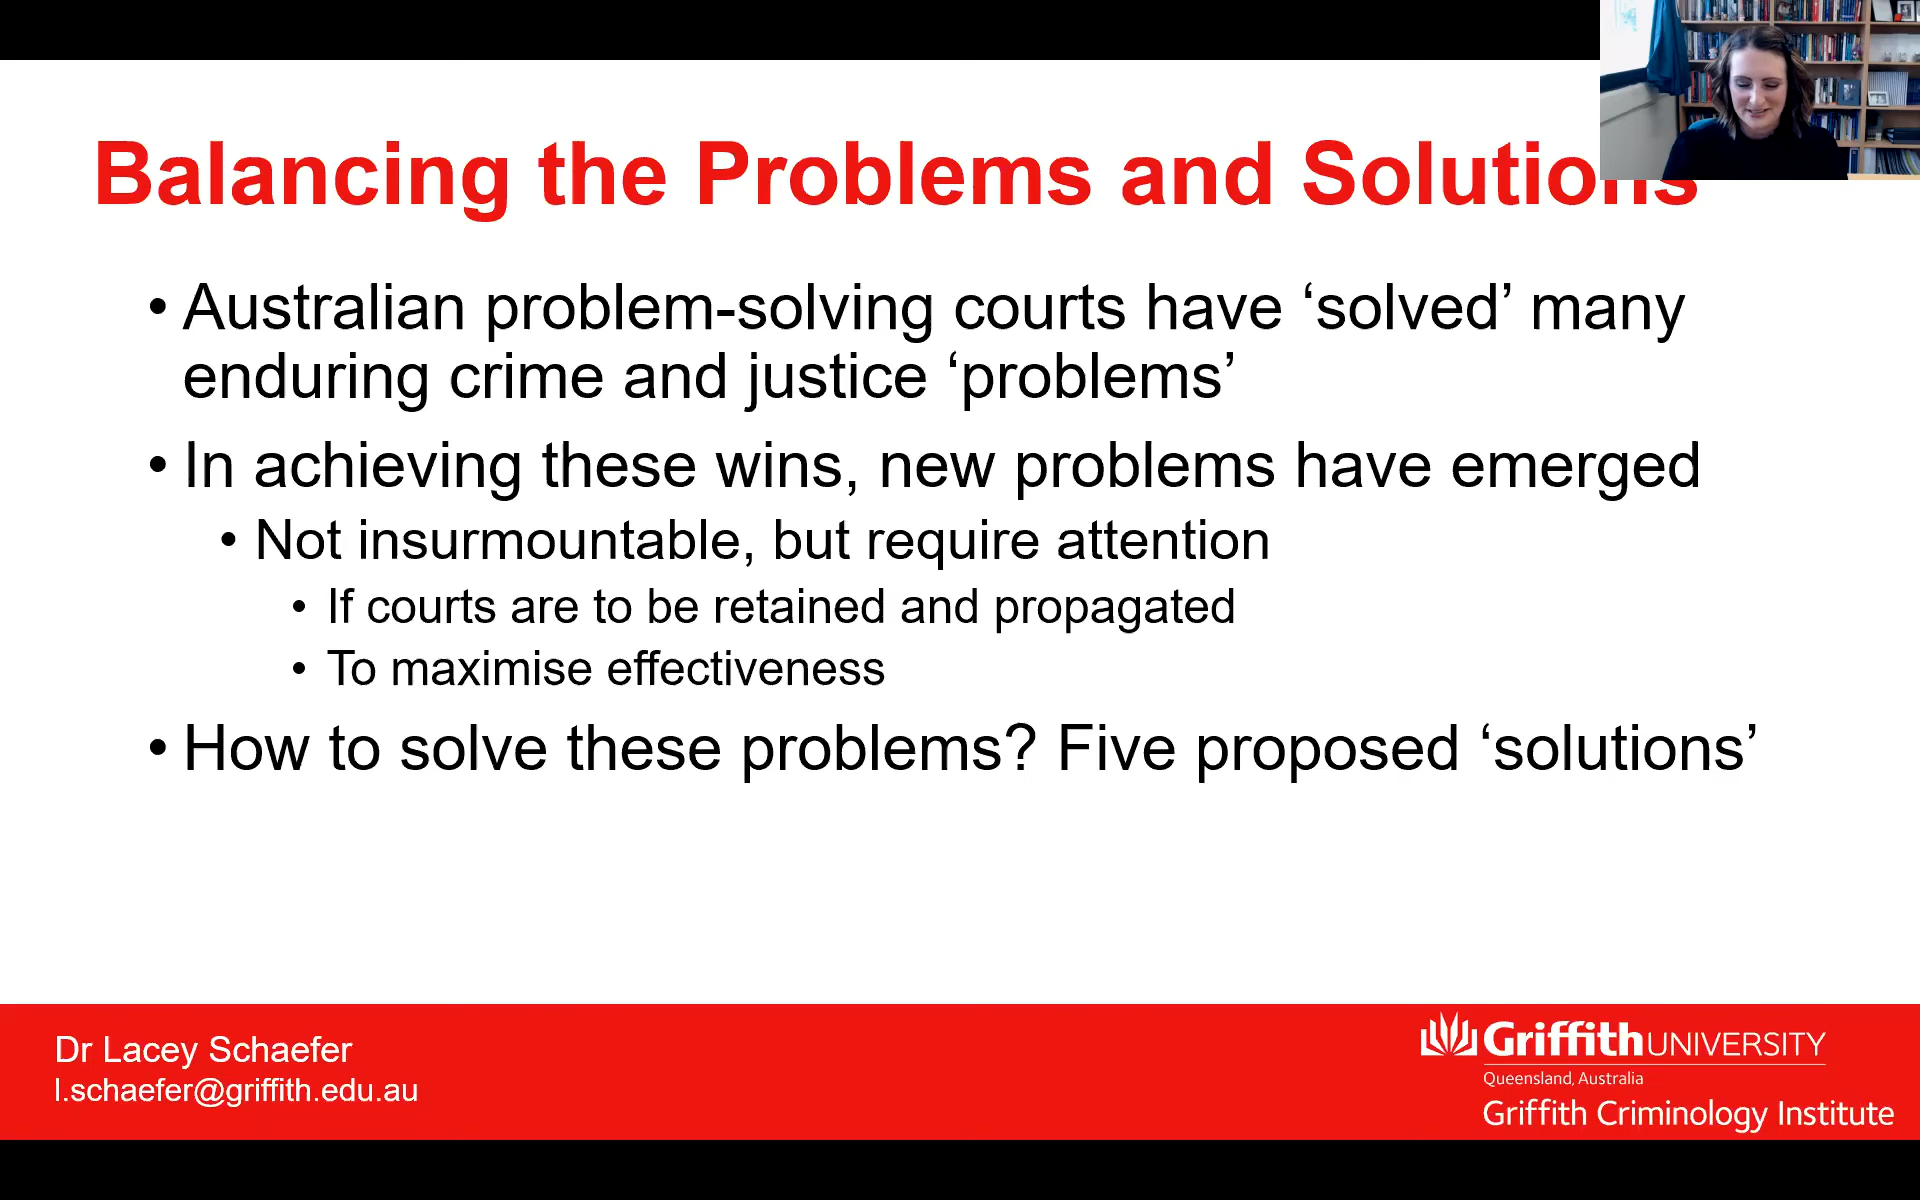 Balancing the Problems and Solutions
• Australian problem-solving courts have ‘solved’ many
enduring crime and justice ‘problems’
• In achieving these wins, new problems have emerged
• Not insurmountable, but require attention
• If courts are to be retained and propagated
• To maximise effectiveness
• How to solve these problems? Five proposed ‘solutions’
Dr Lacey Schaefer
l.schaefer@griffith.edu.au
Griffith UNIVERSITY
Queensland, Australia
Griffith Criminology Institute